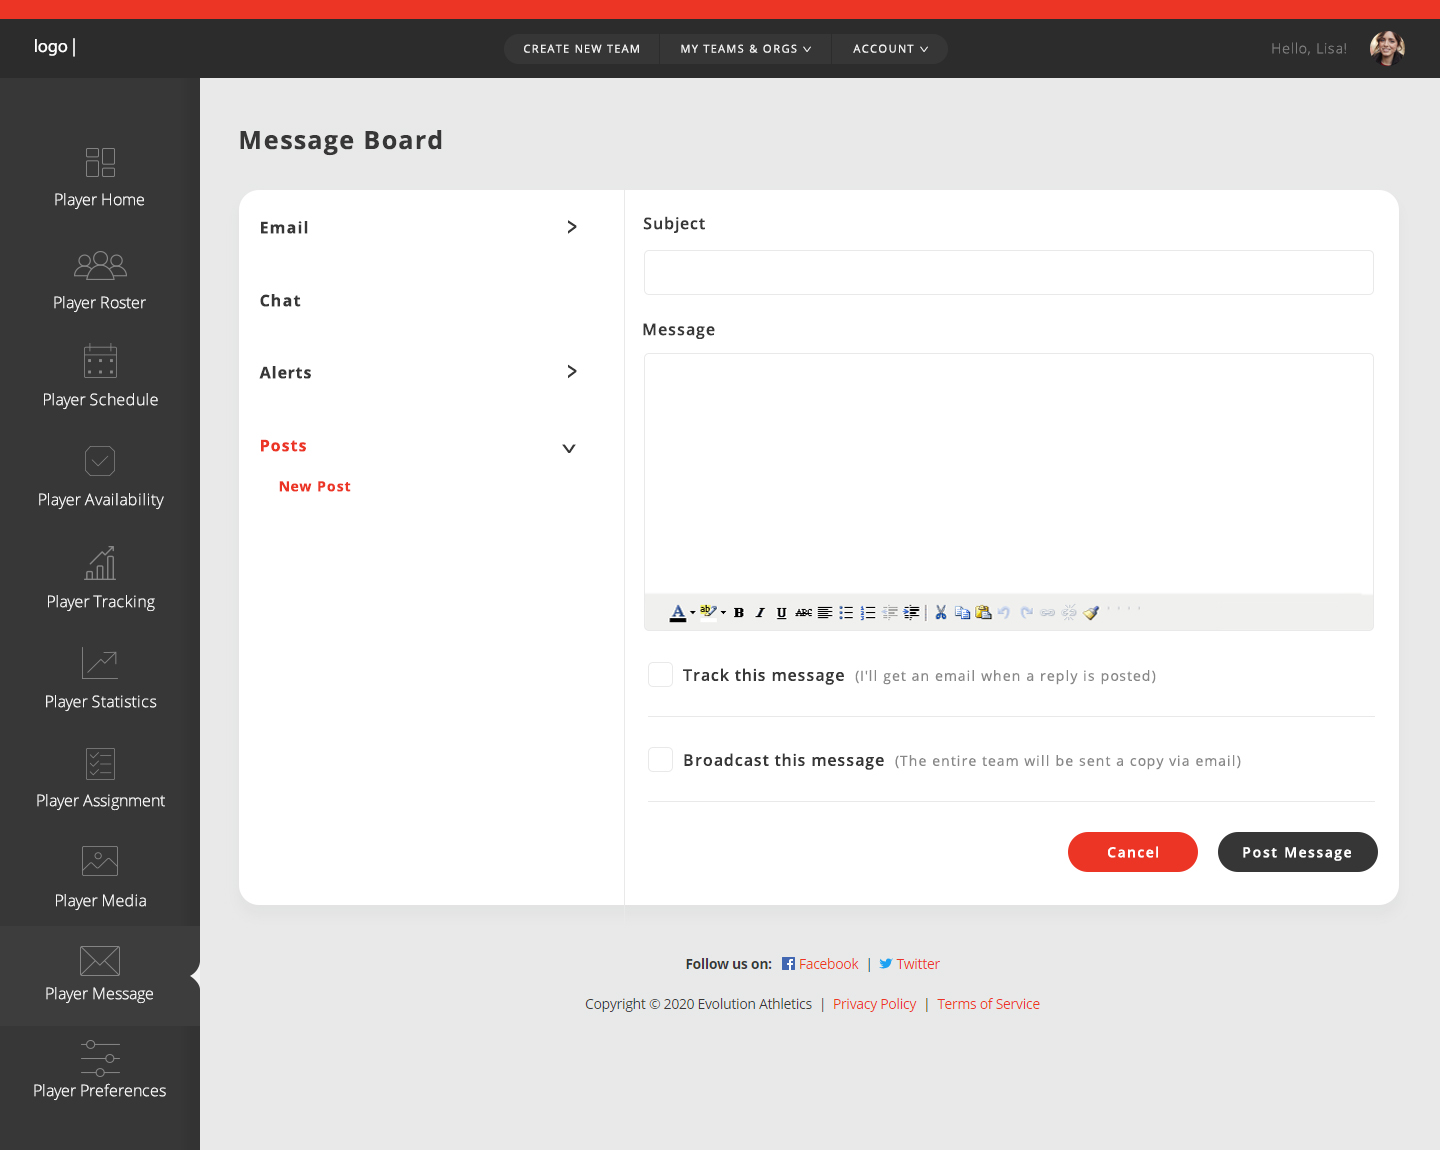 logo |
CREATE NEW TEAM
MY TEAMS & ORGS
ACCOUNT
Hello, Lisa!
Player Home
Player Roster
Player Schedule
Player Availability
Player Tracking
Player Statistics
Player Assignment
Player Media
Player Message
Player Preferences
Message Board
Email
Chat
Alerts
Posts
New Post
Subject
Message
A ab B I U ABC
Track this message (I'll get an email when a reply is posted)
Broadcast this message (The entire team will be sent a copy via email)
Cancel
Post Message
Follow us on: Facebook | Twitter
Copyright © 2020 Evolution Athletics | Privacy Policy | Terms of Service